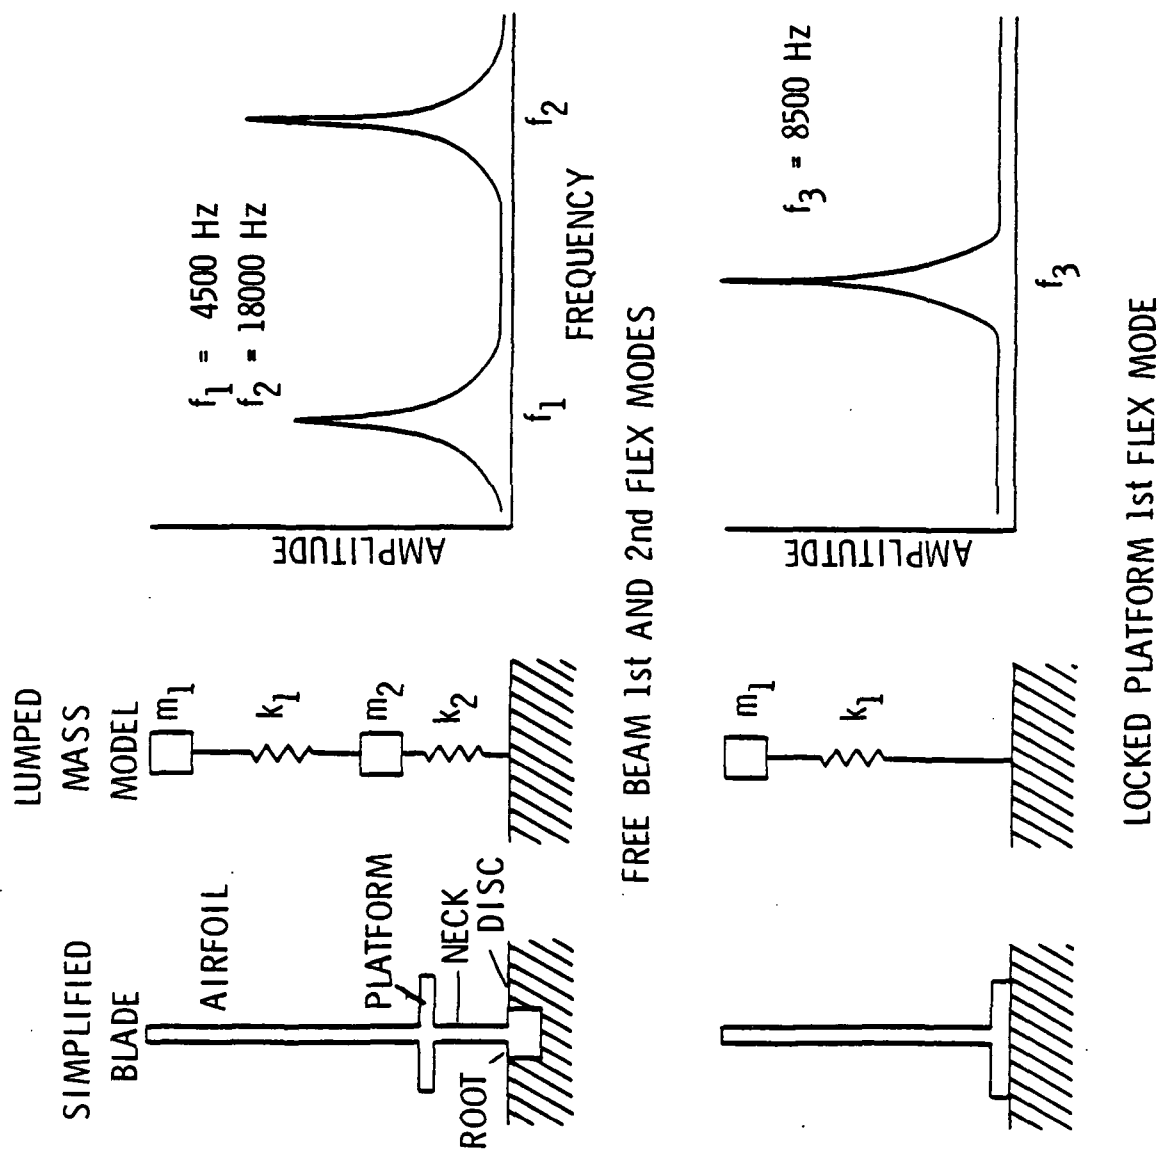 SIMPLIFIED
BLADE
LUMPED
MASS
MODEL
AIRFOIL
PLATFORM
NECK
DISC
ROOT
m1
k1
m2
k2
AMPLITUDE
f1 = 4500 Hz
f2 = 18000 Hz
f1
f2
FREQUENCY
FREE BEAM 1st AND 2nd FLEX MODES
m1
k1
AMPLITUDE
f3 = 8500 Hz
f3
LOCKED PLATFORM 1st FLEX MODE